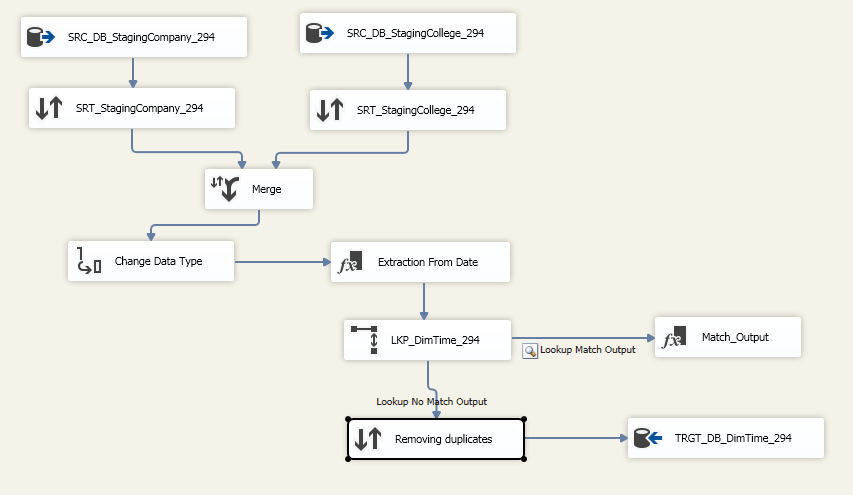 SRC_DB_StagingCompany_294
SRC_DB_StagingCollege_294
SRT_StagingCompany_294
SRT_StagingCollege_294
Merge
Change Data Type
Extraction From Date
LKP_DimTime_294
Match_Output
Lookup Match Output
Lookup No Match Output
Removing duplicates
TRGT_DB_DimTime_294